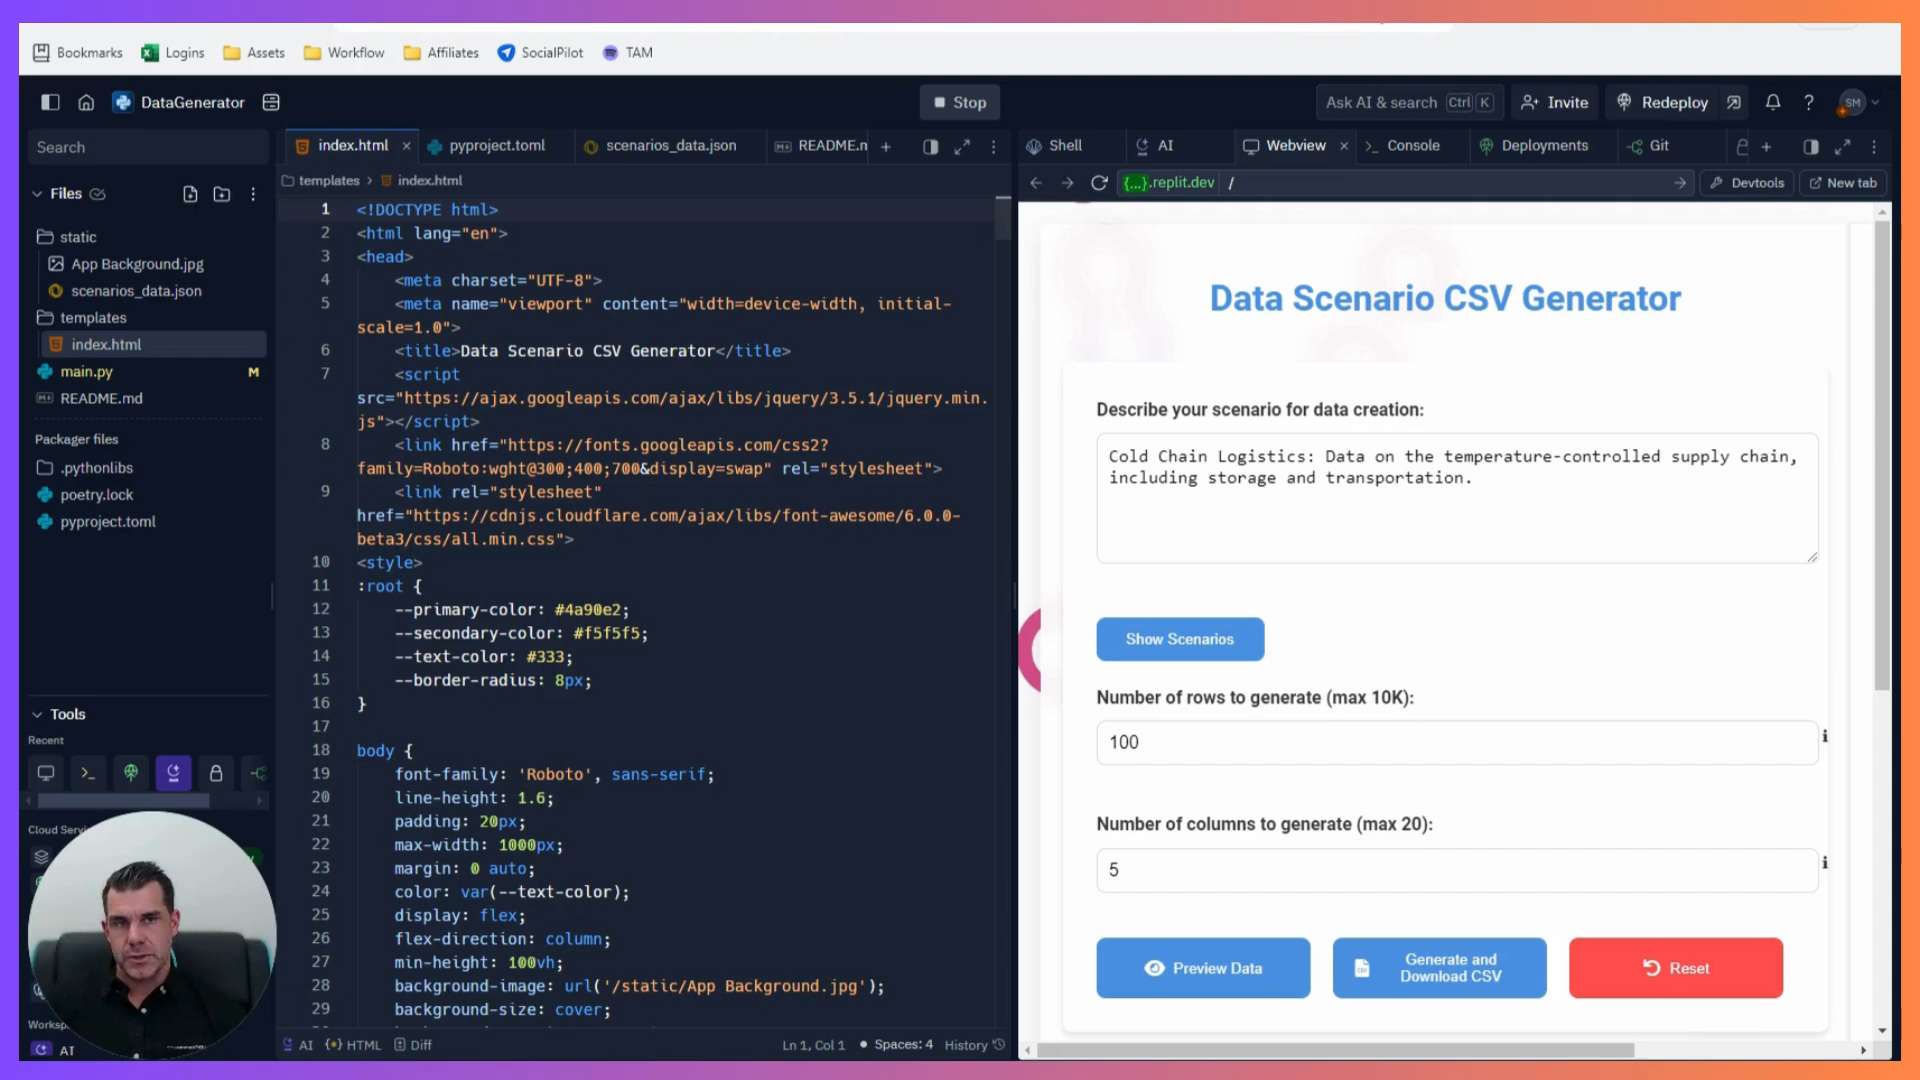 Bookmarks Logins Assets Workflow Affiliates SocialPilot TAM
DataGenerator Stop Ask AI & search Ctrl K Invite Redeploy ? SM
Search
Files
static
App Background.jpg
scenarios_data.json
templates
index.html
main.py M
README.md
Packager files
.pythonlibs
poetry.lock
pyproject.toml
Tools
Recent
Cloud Serv
Worksp
AI
index.html pyproject.toml scenarios_data.json README.n
templates > index.html
1 <!DOCTYPE html>
2 <html lang="en">
3 <head>
4 <meta charset="UTF-8">
5 <meta name="viewport" content="width=device-width, initial-
scale=1.0">
6 <title>Data Scenario CSV Generator</title>
7 <script
src="https://ajax.googleapis.com/ajax/libs/jquery/3.5.1/jquery.min.
js"></script>
8 <link href="https://fonts.googleapis.com/css2?
family=Roboto:wght@300;400;700&display=swap" rel="stylesheet">
9 <link rel="stylesheet"
href="https://cdnjs.cloudflare.com/ajax/libs/font-awesome/6.0.0-
beta3/css/all.min.css">
10 <style>
11 :root {
12 --primary-color: #4a90e2;
13 --secondary-color: #f5f5f5;
14 --text-color: #333;
15 --border-radius: 8px;
16 }
17
18 body {
19 font-family: 'Roboto', sans-serif;
20 line-height: 1.6;
21 padding: 20px;
22 max-width: 1000px;
23 margin: 0 auto;
24 color: var(--text-color);
25 display: flex;
26 flex-direction: column;
27 min-height: 100vh;
28 background-image: url('/static/App Background.jpg');
29 background-size: cover;
AI HTML Diff Ln 1, Col 1 Spaces: 4 History
Shell AI Webview Console Deployments Git
{...}.replit.dev / Devtools New tab
Data Scenario CSV Generator
Describe your scenario for data creation:
Cold Chain Logistics: Data on the temperature-controlled supply chain,
including storage and transportation.
Show Scenarios
Number of rows to generate (max 10K):
100
Number of columns to generate (max 20):
5
Preview Data
Generate and
Download CSV
Reset